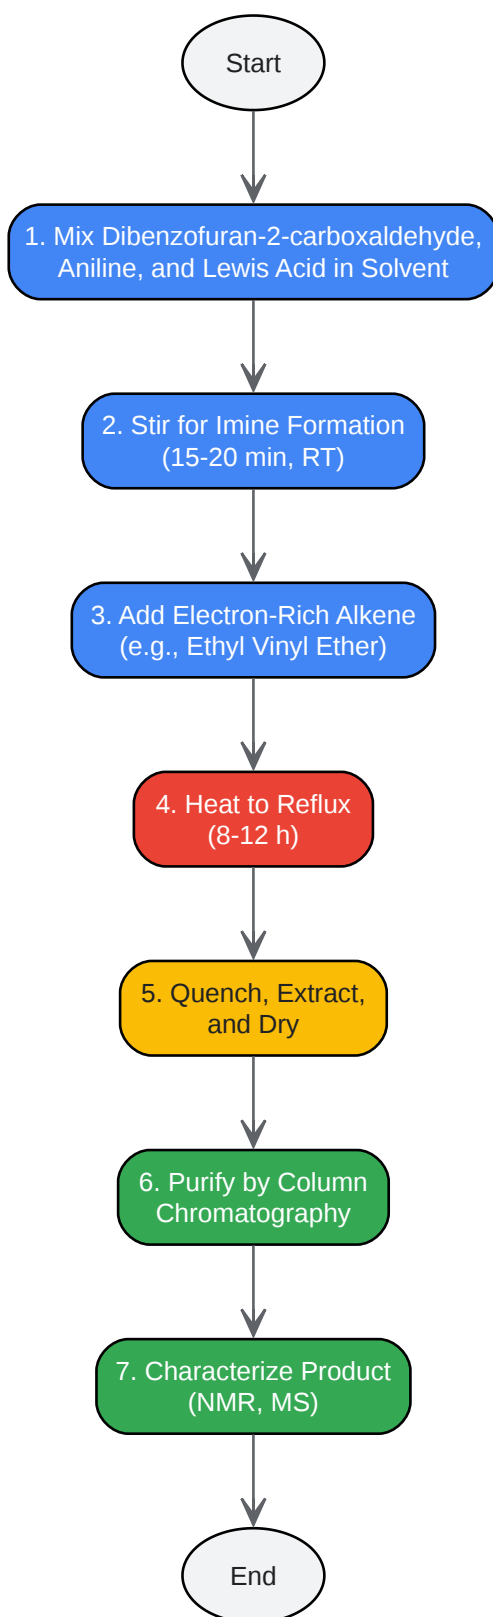 Start
1. Mix Dibenzofuran-2-carboxaldehyde,
Aniline, and Lewis Acid in Solvent
2. Stir for Imine Formation
(15-20 min, RT)
3. Add Electron-Rich Alkene
(e.g., Ethyl Vinyl Ether)
4. Heat to Reflux
(8-12 h)
5. Quench, Extract,
and Dry
6. Purify by Column
Chromatography
7. Characterize Product
(NMR, MS)
End